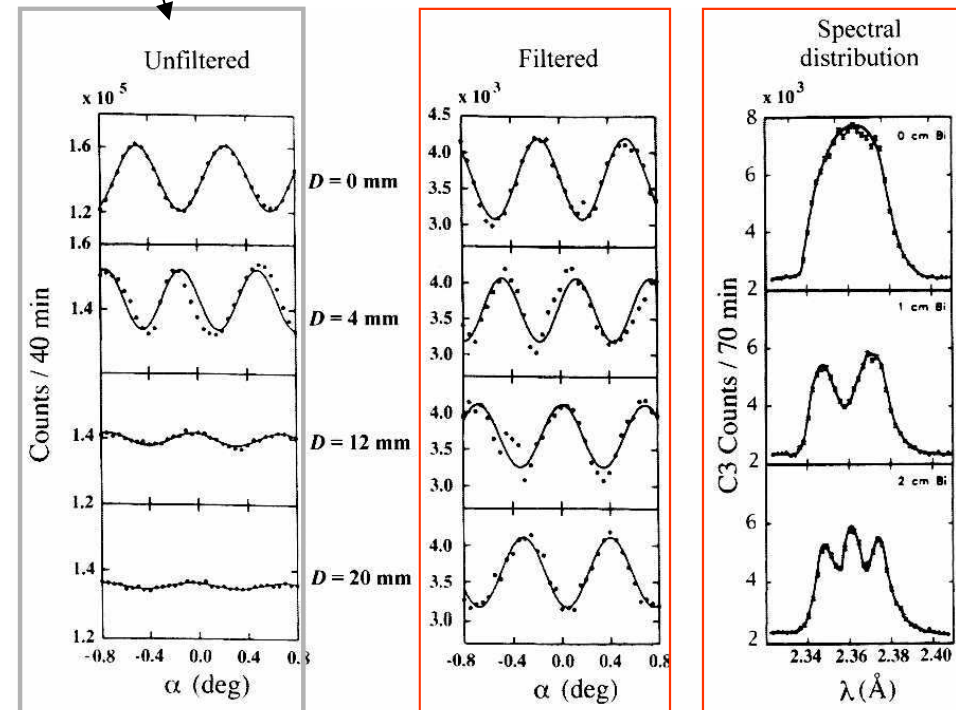 Unfiltered
x 10 5
1.6
1.2
1.6
1.4
1.4
1.2
1.4
1.2
-0.8 -0.4 0.0 0.4 0.8
α (deg)
Counts / 40 min
D = 0 mm
D = 4 mm
D = 12 mm
D = 20 mm
Filtered
x 10 3
4.5
4.0
3.5
3.0
4.0
3.5
3.0
4.0
3.0
4.0
3.0
-0.8 -0.4 0.0 0.4 0.8
α (deg)
Spectral
distribution
x 10 3
8
0 cm Bi
6
4
2
1 cm Bi
6
4
2
2 cm Bi
6
4
2
2.34 2.36 2.38 2.40
λ (Å)
C3 Counts / 70 min